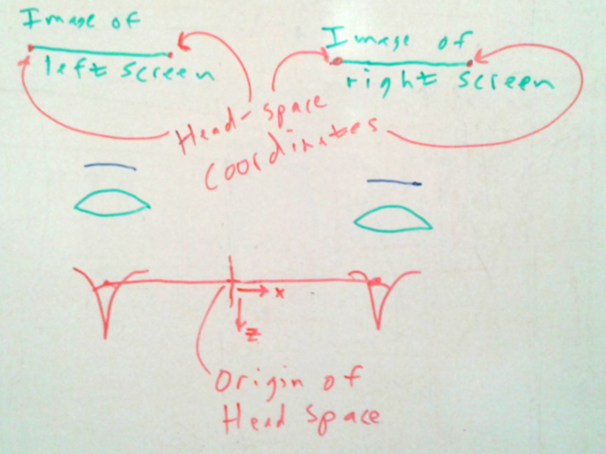 Image of
left screen
Image of
right screen
Head-space
coordinates
x
z
Origin of
Head Space